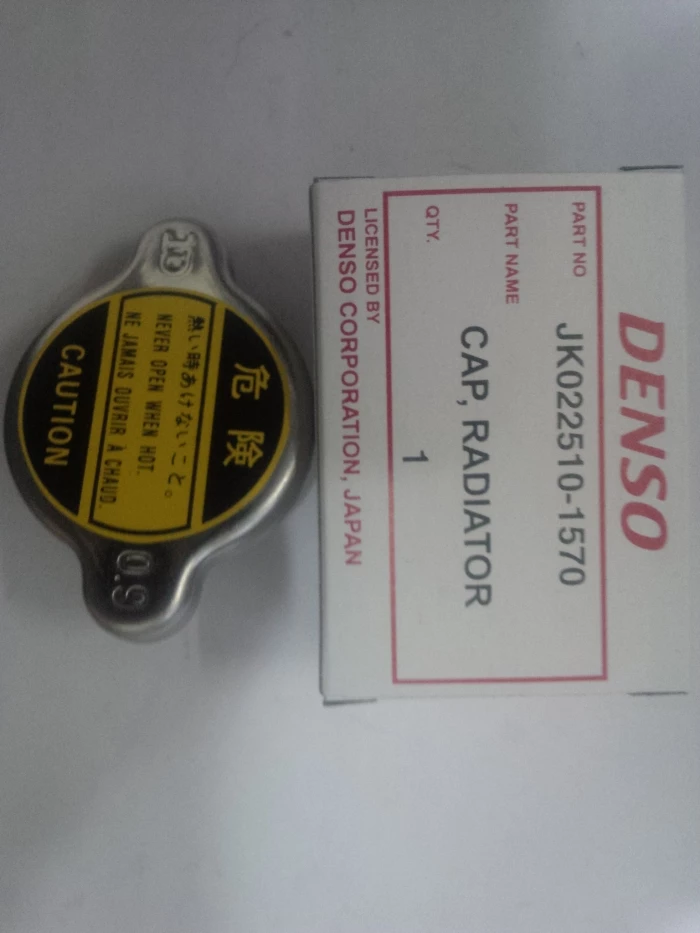 危険
熱い時あけないこと。
NEVER OPEN WHEN HOT.
NE JAMAIS OUVRIR À CHAUD.
CAUTION
0.9
DENSO
PART NO
JK022510-1570
PART NAME
CAP, RADIATOR
QTY.
1
LICENSED BY
DENSO CORPORATION, JAPAN